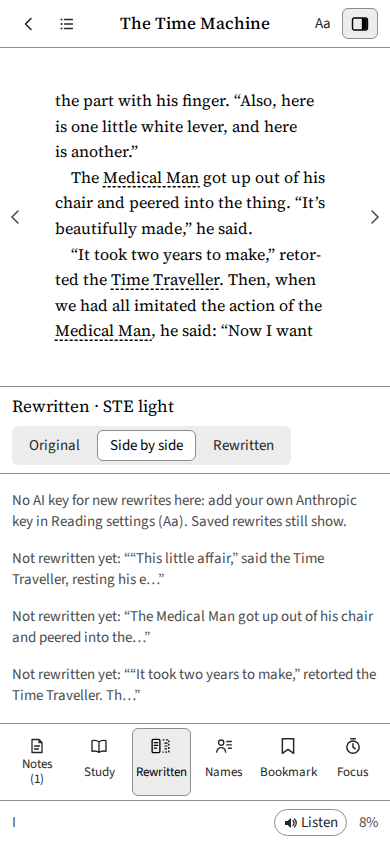 The Time Machine
Aa
the part with his finger. “Also, here
is one little white lever, and here
is another.”
The Medical Man got up out of his
chair and peered into the thing. “It’s
beautifully made,” he said.
“It took two years to make,” retor-
ted the Time Traveller. Then, when
we had all imitated the action of the
Medical Man, he said: “Now I want
Rewritten · STE light
Original
Side by side
Rewritten
No AI key for new rewrites here: add your own Anthropic
key in Reading settings (Aa). Saved rewrites still show.
Not rewritten yet: ““This little affair,” said the Time
Traveller, resting his e…”
Not rewritten yet: “The Medical Man got up out of his chair
and peered into the…”
Not rewritten yet: ““It took two years to make,” retorted the
Time Traveller. Th…”
Notes
(1)
Study
Rewritten
Names
Bookmark
Focus
I
Listen
8%